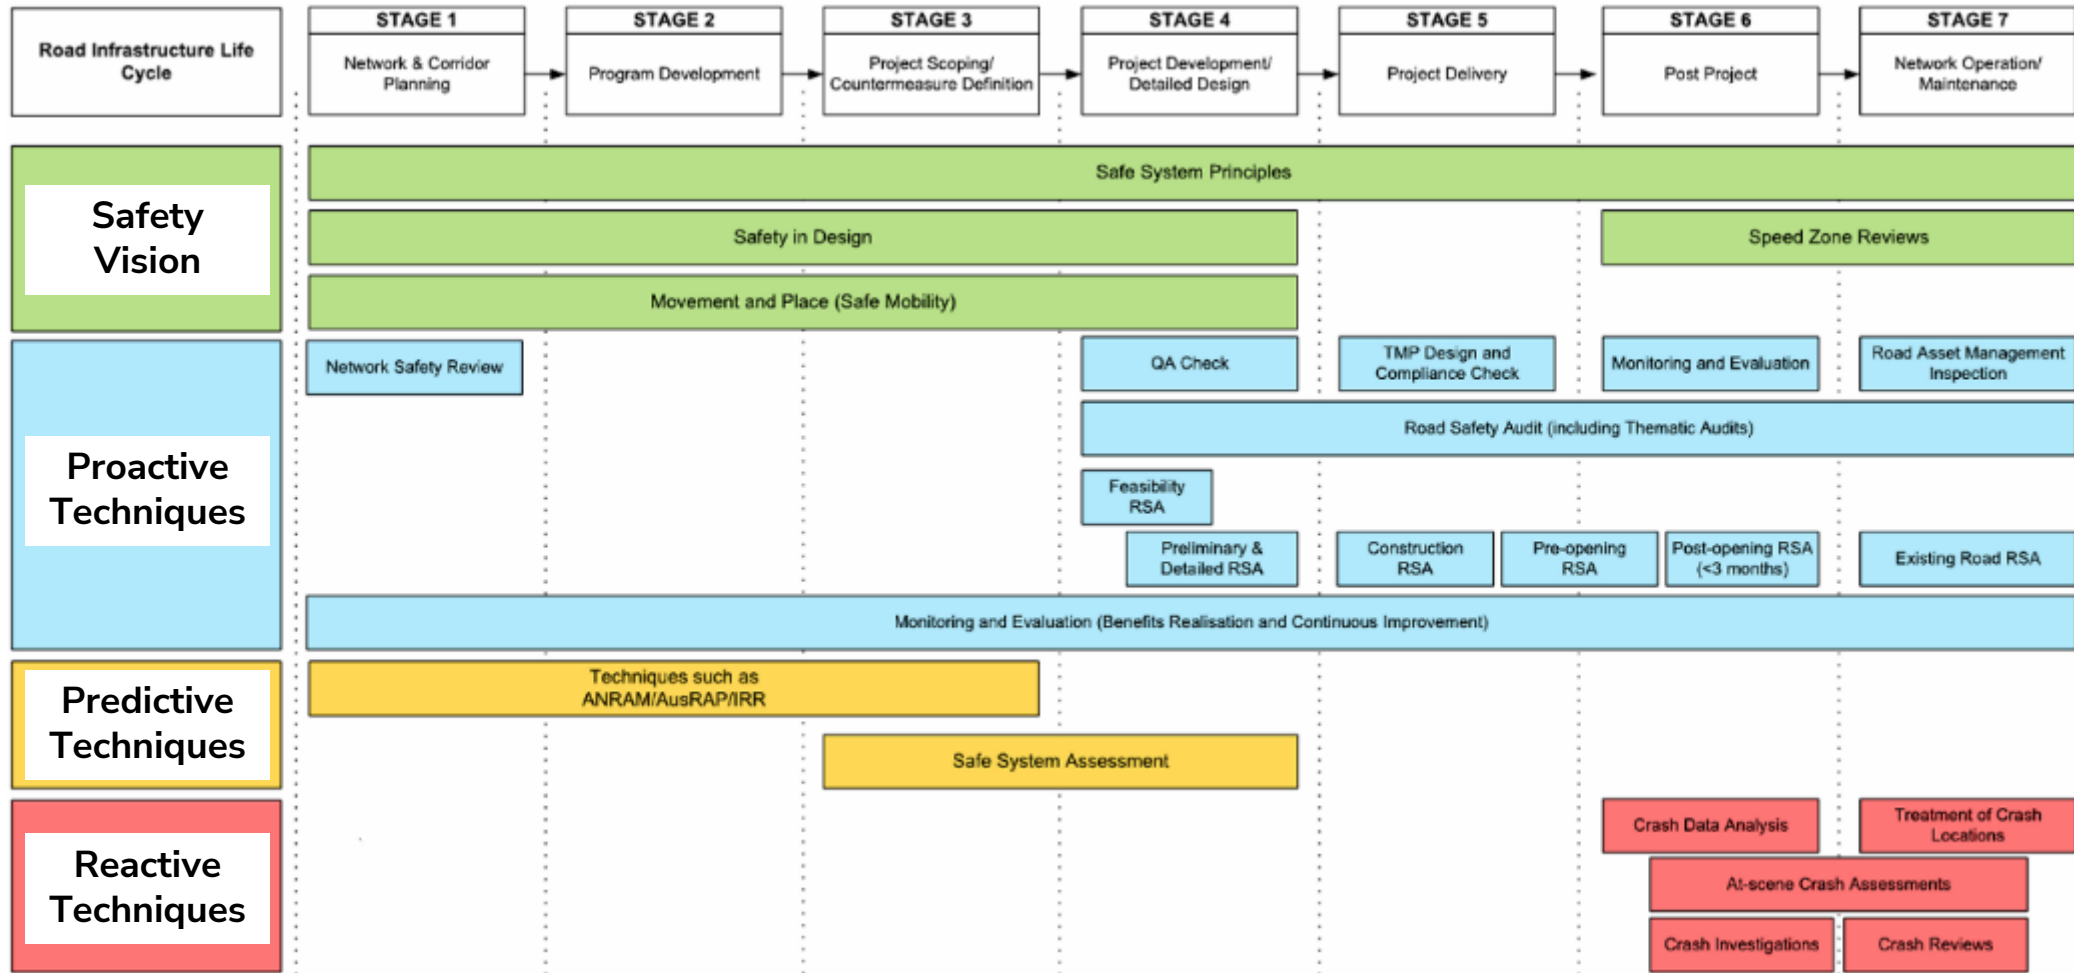 Road Infrastructure Life
Cycle
STAGE 1
Network & Corridor
Planning
STAGE 2
Program Development
STAGE 3
Project Scoping/
Countermeasure Definition
STAGE 4
Project Development/
Detailed Design
STAGE 5
Project Delivery
STAGE 6
Post Project
STAGE 7
Network Operation/
Maintenance
Safety
Vision
Safe System Principles
Safety in Design
Speed Zone Reviews
Movement and Place (Safe Mobility)
Proactive
Techniques
Network Safety Review
QA Check
TMP Design and
Compliance Check
Monitoring and Evaluation
Road Asset Management
Inspection
Road Safety Audit (including Thematic Audits)
Feasibility
RSA
Preliminary &
Detailed RSA
Construction
RSA
Pre-opening
RSA
Post-opening RSA
(<3 months)
Existing Road RSA
Monitoring and Evaluation (Benefits Realisation and Continuous Improvement)
Predictive
Techniques
Techniques such as
ANRAM/AusRAP/IRR
Safe System Assessment
Reactive
Techniques
Crash Data Analysis
Treatment of Crash
Locations
At-scene Crash Assessments
Crash Investigations
Crash Reviews